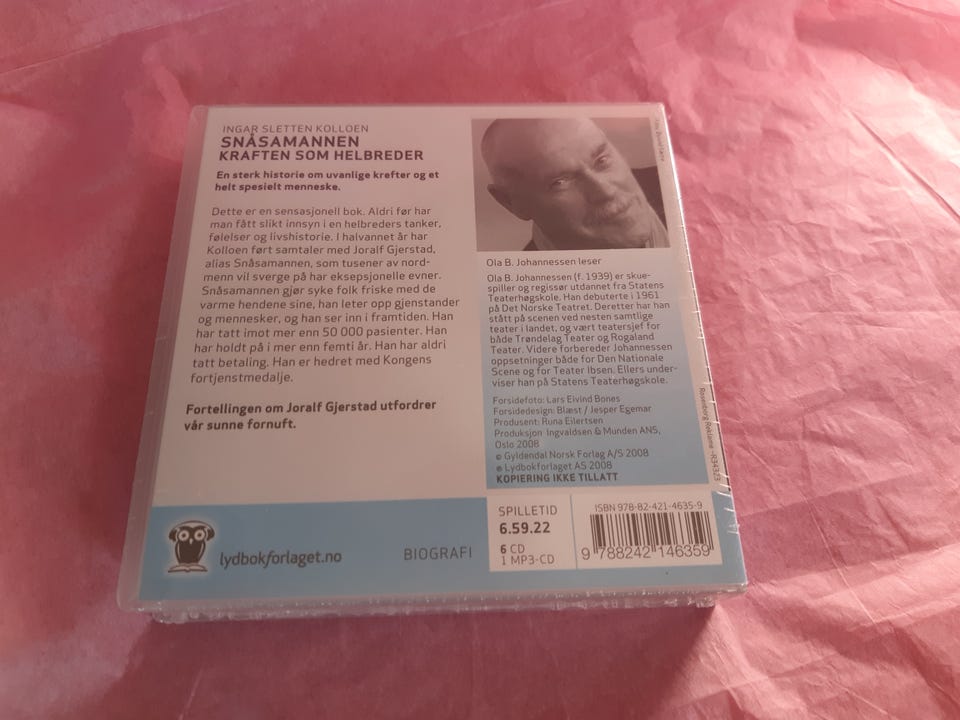 INGAR SLETTEN KOLLOEN
SNÅSAMANNEN
KRAFTEN SOM HELBREDER
En sterk historie om uvanlige krefter og et
helt spesielt menneske.
Dette er en sensasjonell bok. Aldri før har
man fått slikt innsyn i en helbreders tanker,
følelser og livshistorie. I halvannet år har
Kolloen ført samtaler med Joralf Gjerstad,
alias Snåsamannen, som tusener av nord-
menn vil sverge på har eksepsjonelle evner.
Snåsamannen gjør syke folk friske med de
varme hendene sine, han leter opp gjenstander
og mennesker, og han ser inn i framtiden. Han
har tatt imot mer enn 50 000 pasienter. Han
har holdt på i mer enn femti år. Han har aldri
tatt betaling. Han er hedret med Kongens
fortjenstmedalje.
Fortellingen om Joralf Gjerstad utfordrer
vår sunne fornuft.
Ola B. Johannessen leser
Ola B. Johannessen (f. 1939) er skue-
spiller og regissør utdannet fra Statens
Teaterhøgskole. Han debuterte i 1961
på Det Norske Teatret. Deretter har han
stått på scenen ved nesten samtlige
teater i landet, og vært teatersjef for
både Trøndelag Teater og Rogaland
Teater. Videre forbereder Johannessen
oppsetninger både for Den Nationale
Scene og for Teater Ibsen. Ellers under-
viser han på Statens Teaterhøgskole.
Forsidefoto: Lars Eivind Bones
Forsidedesign: Blæst / Jesper Egemar
Produsent: Runa Eilertsen
Produksjon: Ingvaldsen & Munden ANS,
Oslo 2008
© Gyldendal Norsk Forlag A/S 2008
℗ Lydbokforlaget AS 2008
KOPIERING IKKE TILLATT
Rosenborg Reklame -R34323
lydbokforlaget.no
BIOGRAFI
SPILLETID
6.59.22
6 CD
1 MP3-CD
ISBN 978-82-421-4635-9
9 788242 146359